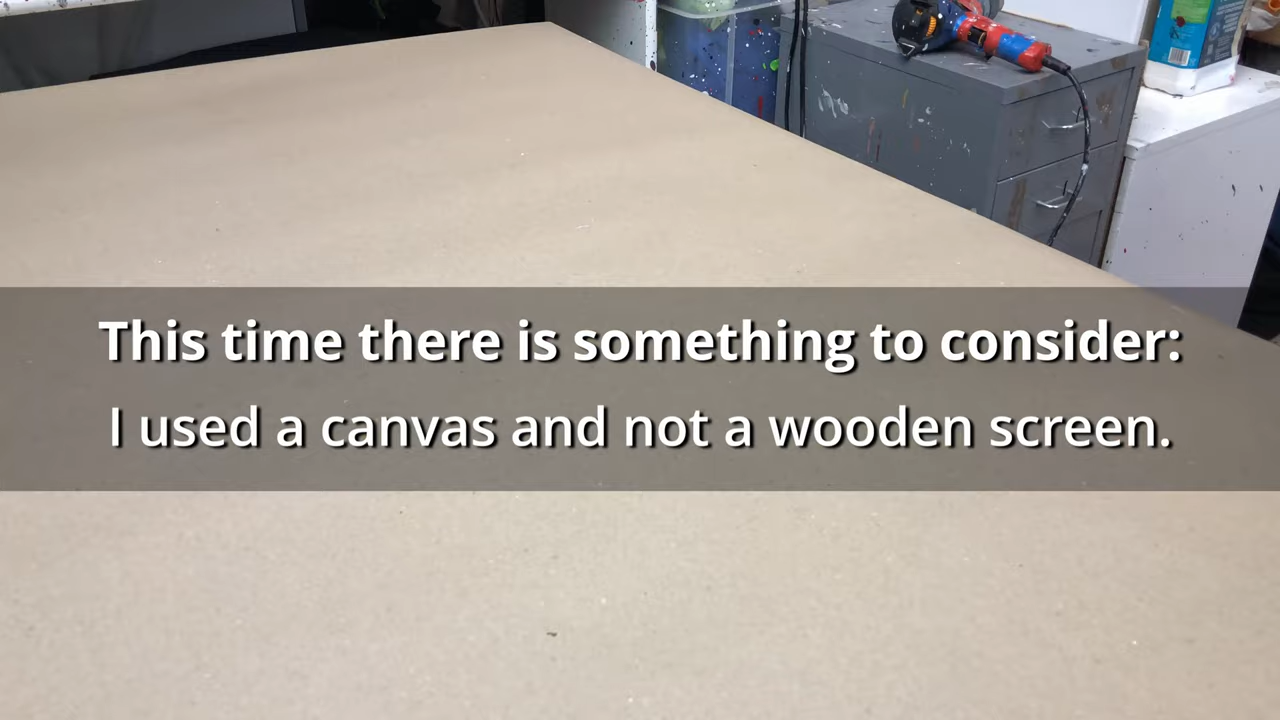 This time there is something to consider:
I used a canvas and not a wooden screen.